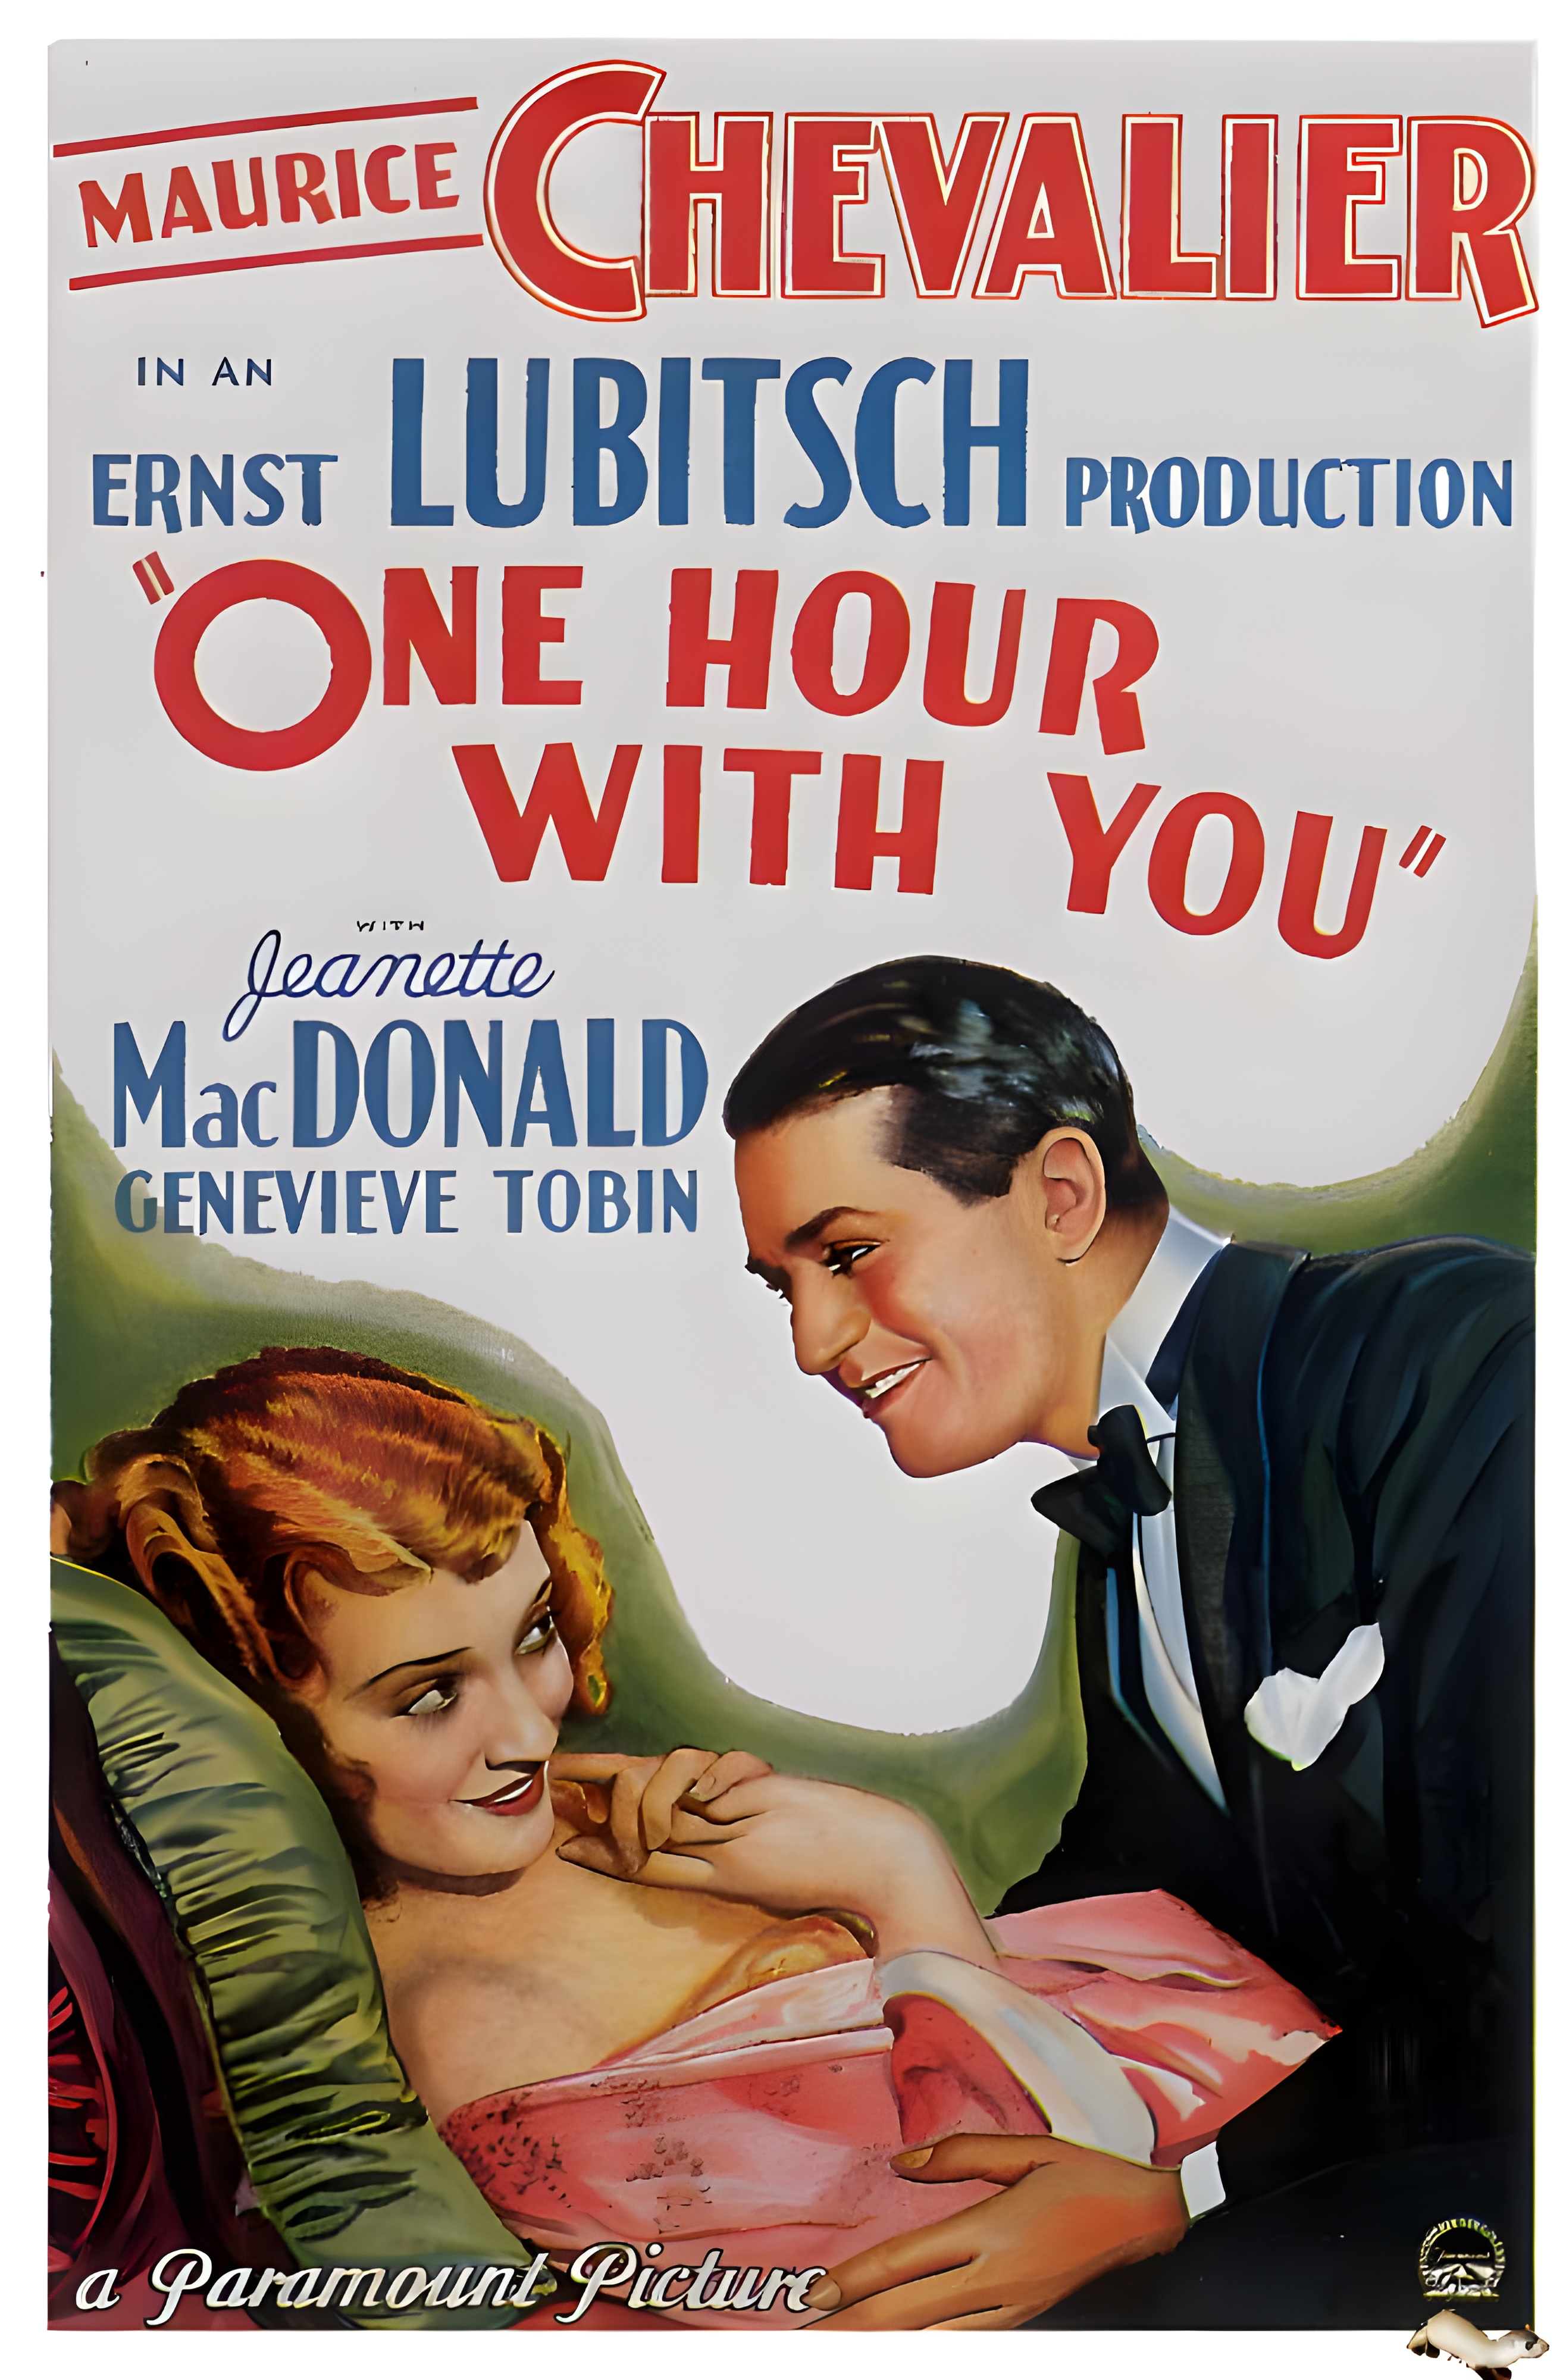 MAURICE CHEVALIER
IN AN
ERNST LUBITSCH PRODUCTION
"ONE HOUR
WITH YOU"
WITH
Jeanette
MacDONALD
GENEVIEVE TOBIN
a Paramount Picture